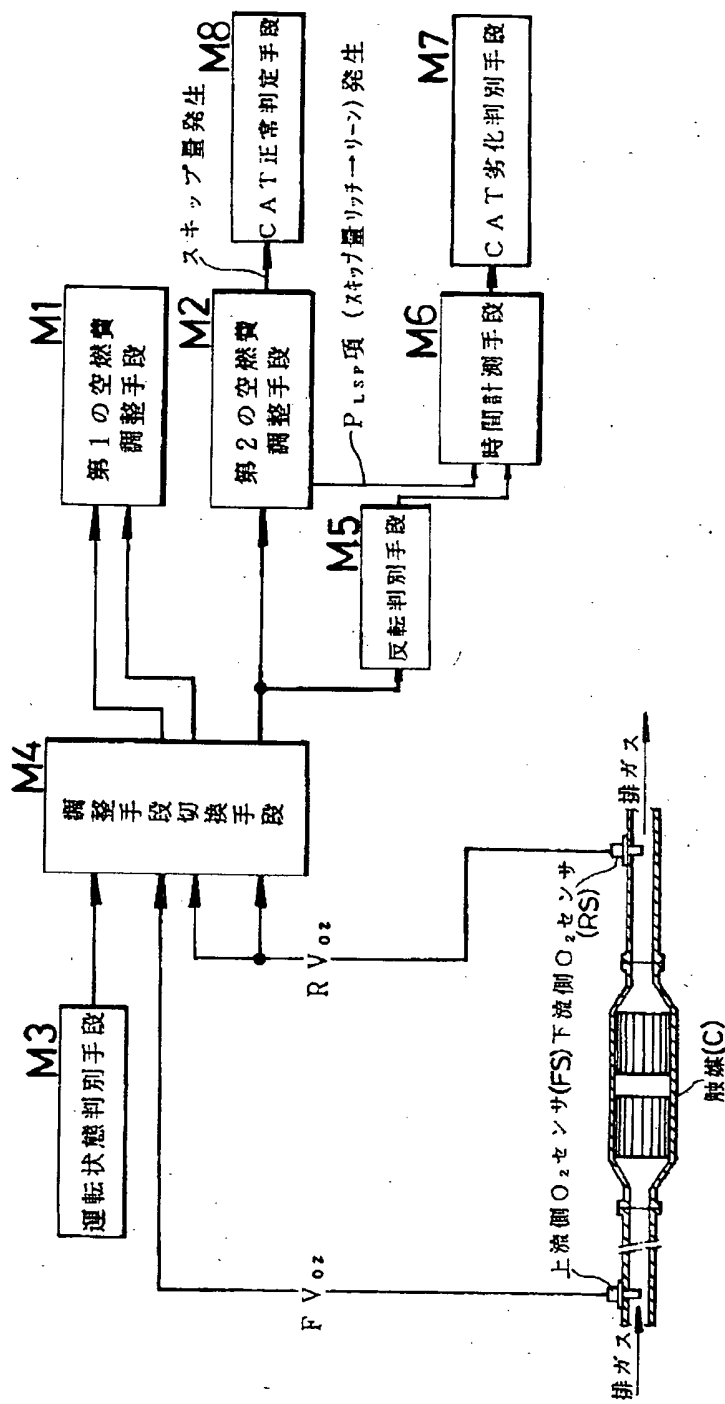 M3
運転状態判別手段
M4
調整手段切換手段
M1
第1の空燃費
調整手段
M2
第2の空燃費
調整手段
スキップ量発生
M8
CAT正常判定手段
PLSP項(スキップ量リッチ→リーン)発生
M5
反転判別手段
M6
時間計測手段
M7
CAT劣化判別手段
FVO2
RVO2
上流側O2センサ(FS)
下流側O2センサ
(RS)
排ガス
排ガス
触媒(C)